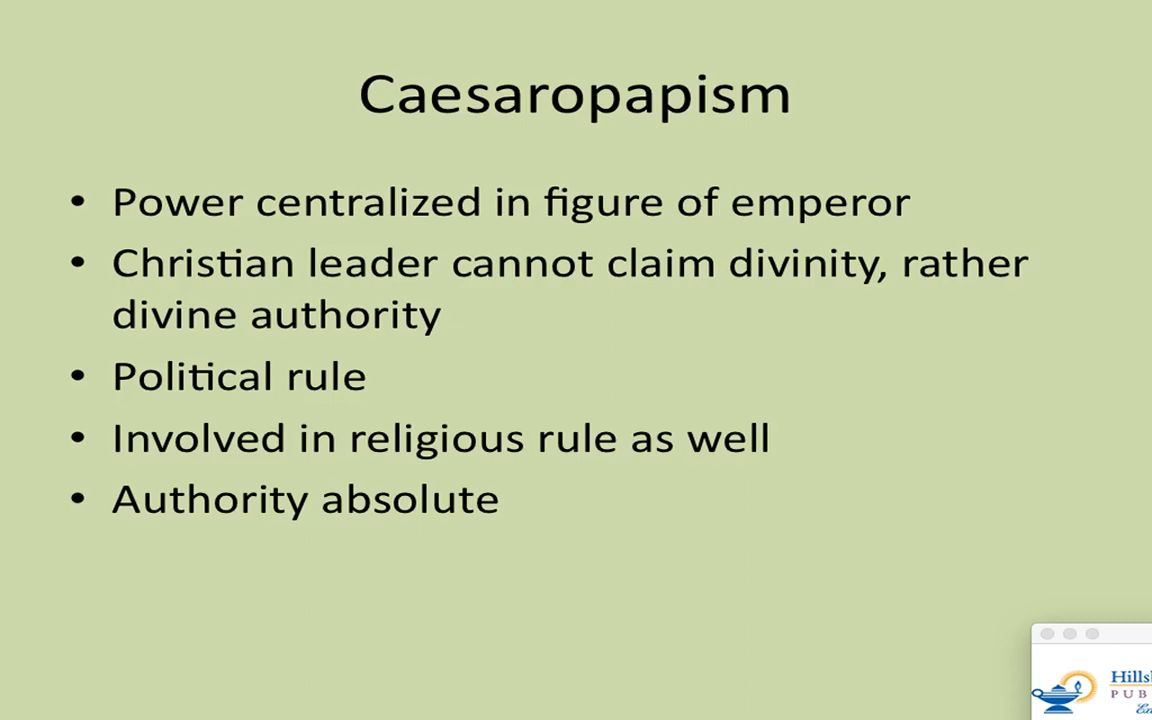 Caesaropapism
• Power centralized in figure of emperor
• Christian leader cannot claim divinity, rather
divine authority
• Political rule
• Involved in religious rule as well
• Authority absolute